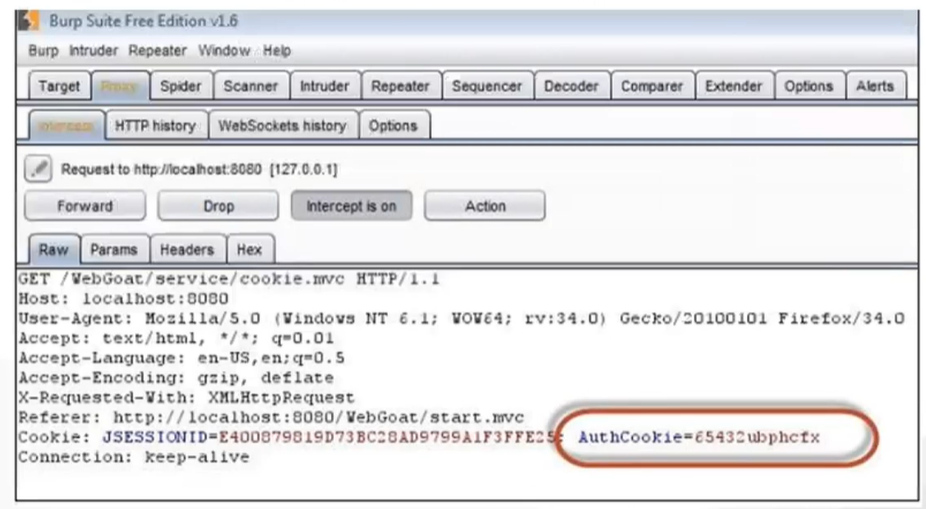 Burp Suite Free Edition v1.6
Burp Intruder Repeater Window Help
Target Proxy Spider Scanner Intruder Repeater Sequencer Decoder Comparer Extender Options Alerts
Intercept HTTP history WebSockets history Options
Request to http://localhost:8080 [127.0.0.1]
Forward Drop Intercept is on Action
Raw Params Headers Hex
GET /WebGoat/service/cookie.mvc HTTP/1.1
Host: localhost:8080
User-Agent: Mozilla/5.0 (Windows NT 6.1; WOW64; rv:34.0) Gecko/20100101 Firefox/34.0
Accept: text/html, */*; q=0.01
Accept-Language: en-US,en;q=0.5
Accept-Encoding: gzip, deflate
X-Requested-With: XMLHttpRequest
Referer: http://localhost:8080/WebGoat/start.mvc
Cookie: JSESSIONID=E400879819D73BC28AD9799A1F3FFE25; AuthCookie=65432ubphcfx
Connection: keep-alive